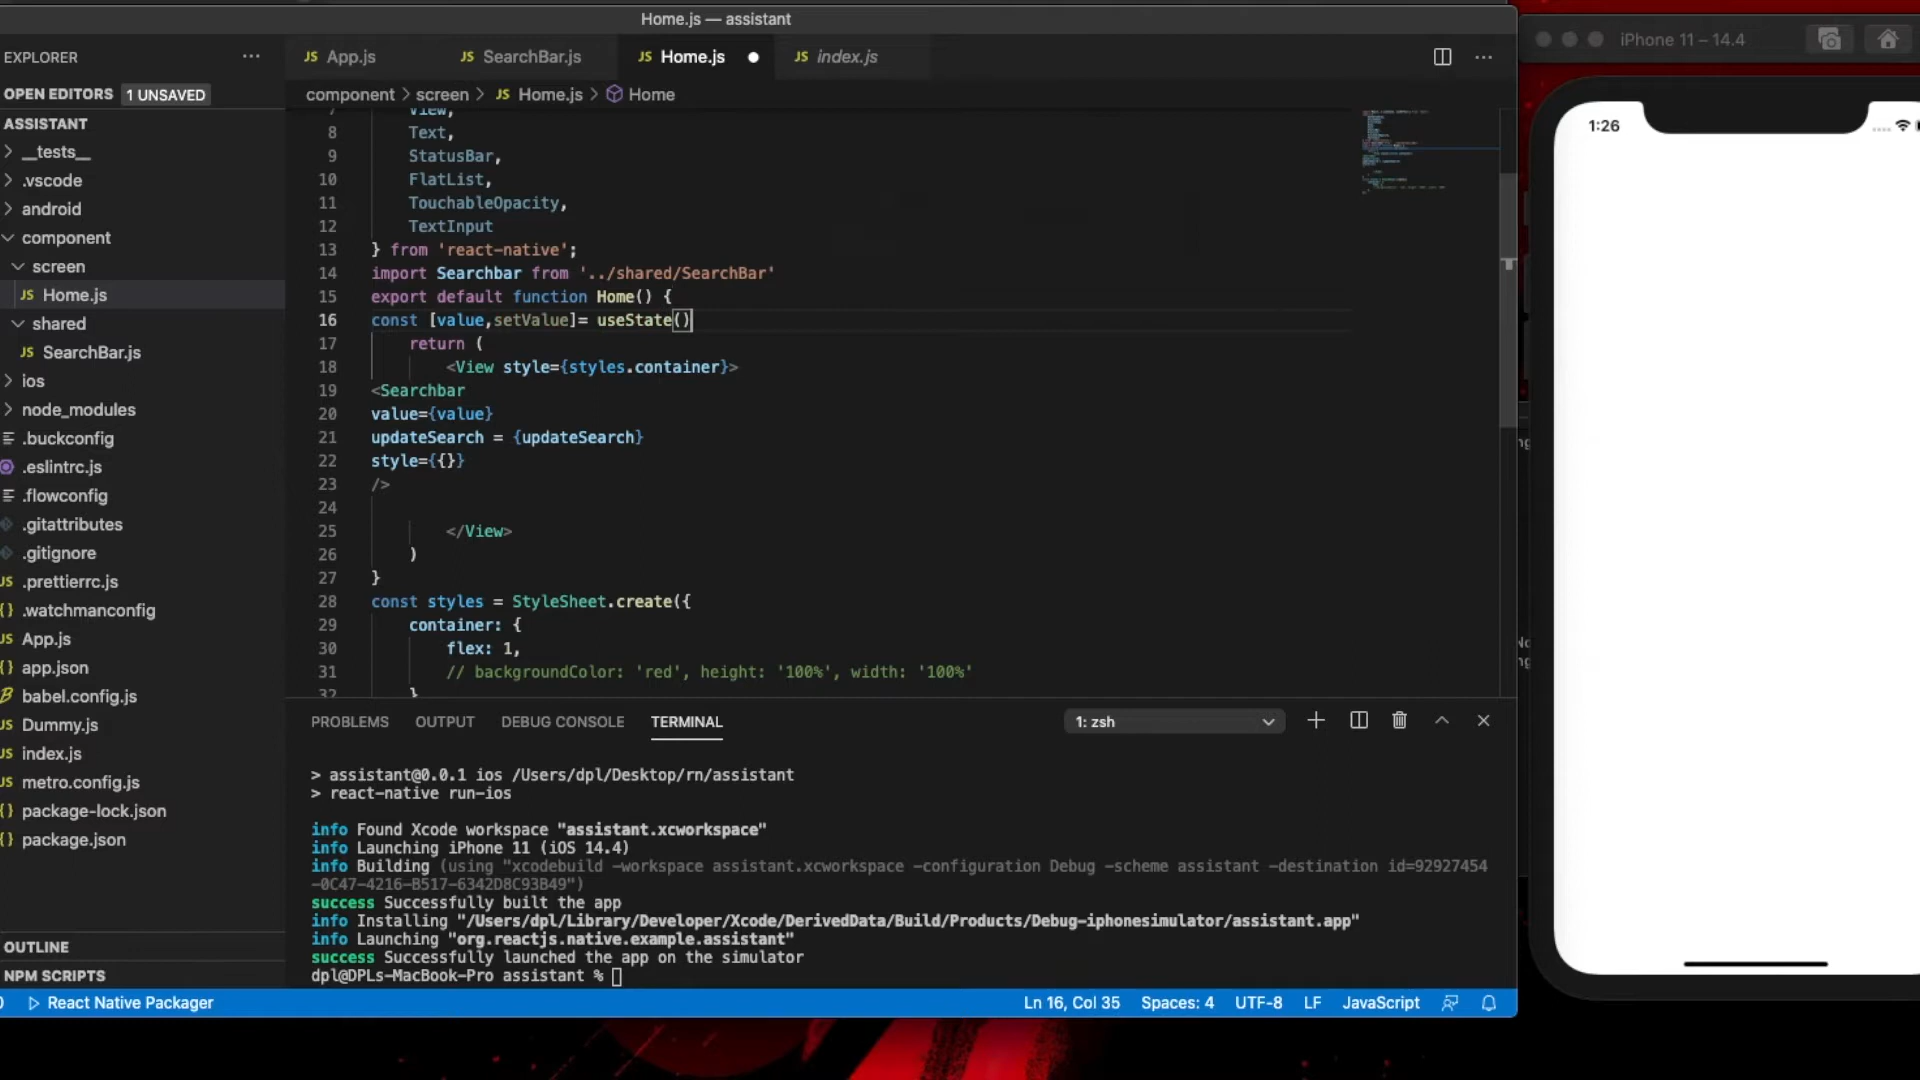 Home.js — assistant
EXPLORER
OPEN EDITORS 1 UNSAVED
ASSISTANT
__tests__
.vscode
android
component
screen
JS Home.js
shared
JS SearchBar.js
ios
node_modules
.buckconfig
.eslintrc.js
.flowconfig
.gitattributes
.gitignore
JS .prettierrc.js
{} .watchmanconfig
JS App.js
{} app.json
babel.config.js
JS Dummy.js
JS index.js
JS metro.config.js
{} package-lock.json
{} package.json
OUTLINE
NPM SCRIPTS
JS App.js
JS SearchBar.js
JS Home.js
JS index.js
component > screen > JS Home.js > Home
7 View,
8 Text,
9 StatusBar,
10 FlatList,
11 TouchableOpacity,
12 TextInput
13 } from 'react-native';
14 import Searchbar from '../shared/SearchBar'
15 export default function Home() {
16 const [value,setValue]= useState()
17 return (
18 <View style={styles.container}>
19 <Searchbar
20 value={value}
21 updateSearch = {updateSearch}
22 style={{}}
23 />
24
25 </View>
26 )
27 }
28 const styles = StyleSheet.create({
29 container: {
30 flex: 1,
31 // backgroundColor: 'red', height: '100%', width: '100%'
32 }
PROBLEMS OUTPUT DEBUG CONSOLE TERMINAL
1: zsh
> assistant@0.0.1 ios /Users/dpl/Desktop/rn/assistant
> react-native run-ios
info Found Xcode workspace "assistant.xcworkspace"
info Launching iPhone 11 (iOS 14.4)
info Building (using "xcodebuild -workspace assistant.xcworkspace -configuration Debug -scheme assistant -destination id=92927454
-0C47-4216-B517-6342D8C93B49")
success Successfully built the app
info Installing "/Users/dpl/Library/Developer/Xcode/DerivedData/Build/Products/Debug-iphonesimulator/assistant.app"
info Launching "org.reactjs.native.example.assistant"
success Successfully launched the app on the simulator
dpl@DPLs-MacBook-Pro assistant %
0 React Native Packager
Ln 16, Col 35 Spaces: 4 UTF-8 LF JavaScript
iPhone 11 – 14.4
1:26